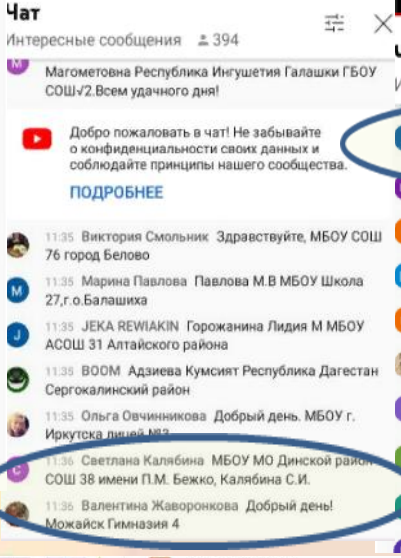 Чат
Интересные сообщения 394
М
Магометовна Республика Ингушетия Галашки ГБОУ
СОШ√2.Всем удачного дня!
Добро пожаловать в чат! Не забывайте
о конфиденциальности своих данных и
соблюдайте принципы нашего сообщества.
ПОДРОБНЕЕ
11:35 Виктория Смольник Здравствуйте, МБОУ СОШ
76 город Белово
М
11:35 Марина Павлова Павлова М.В МБОУ Школа
27,г.о.Балашиха
J
11:35 JEKA REWIAKIN Горожанина Лидия М МБОУ
АСОШ 31 Алтайского района
11:35 BOOM Адзиева Кумсият Республика Дагестан
Сергокалинский район
11:35 Ольга Овчинникова Добрый день. МБОУ г.
Иркутска лицей №3
С
11:36 Светлана Калябина МБОУ МО Динской район
СОШ 38 имени П.М. Бежко, Калябина С.И.
11:36 Валентина Жаворонкова Добрый день!
Можайск Гимназия 4